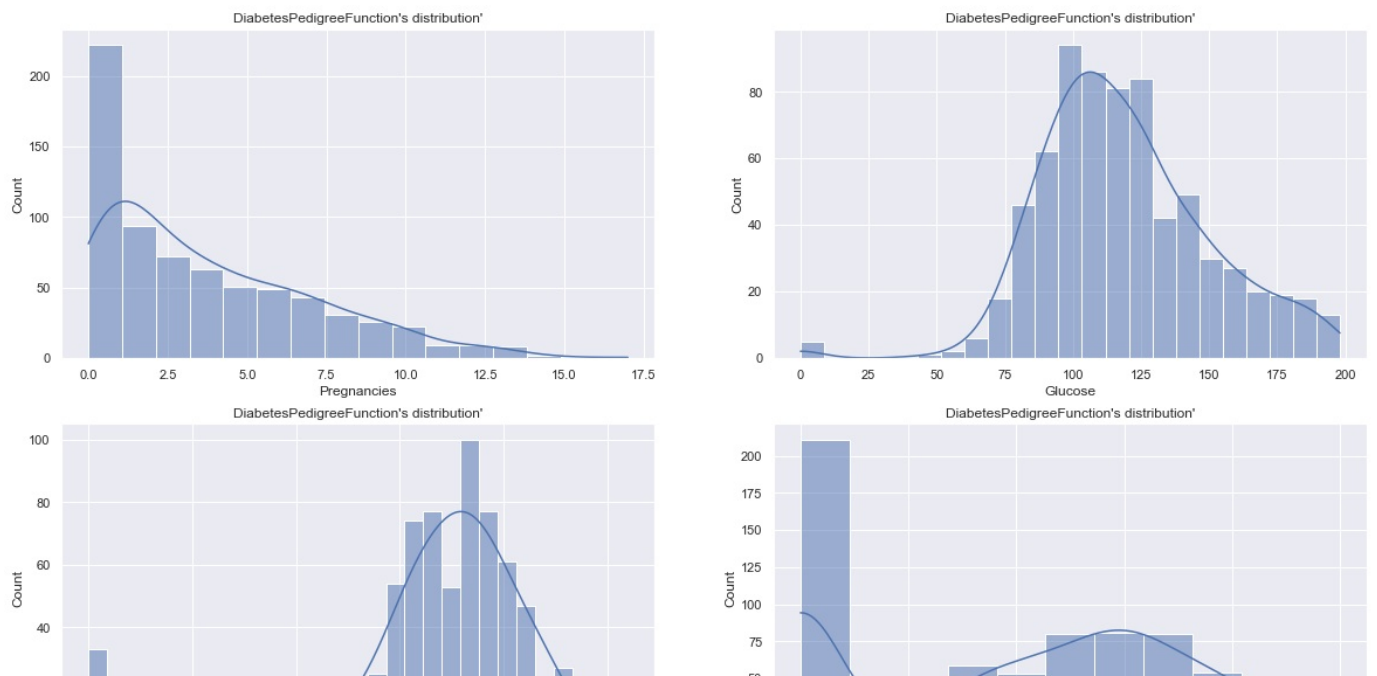 DiabetesPedigreeFunction's distribution'
200
150
100
50
0
Count
0.0 2.5 5.0 7.5 10.0 12.5 15.0 17.5
Pregnancies
DiabetesPedigreeFunction's distribution'
80
60
40
20
0
Count
0 25 50 75 100 125 150 175 200
Glucose
DiabetesPedigreeFunction's distribution'
100
80
60
40
Count
DiabetesPedigreeFunction's distribution'
200
175
150
125
100
75
Count